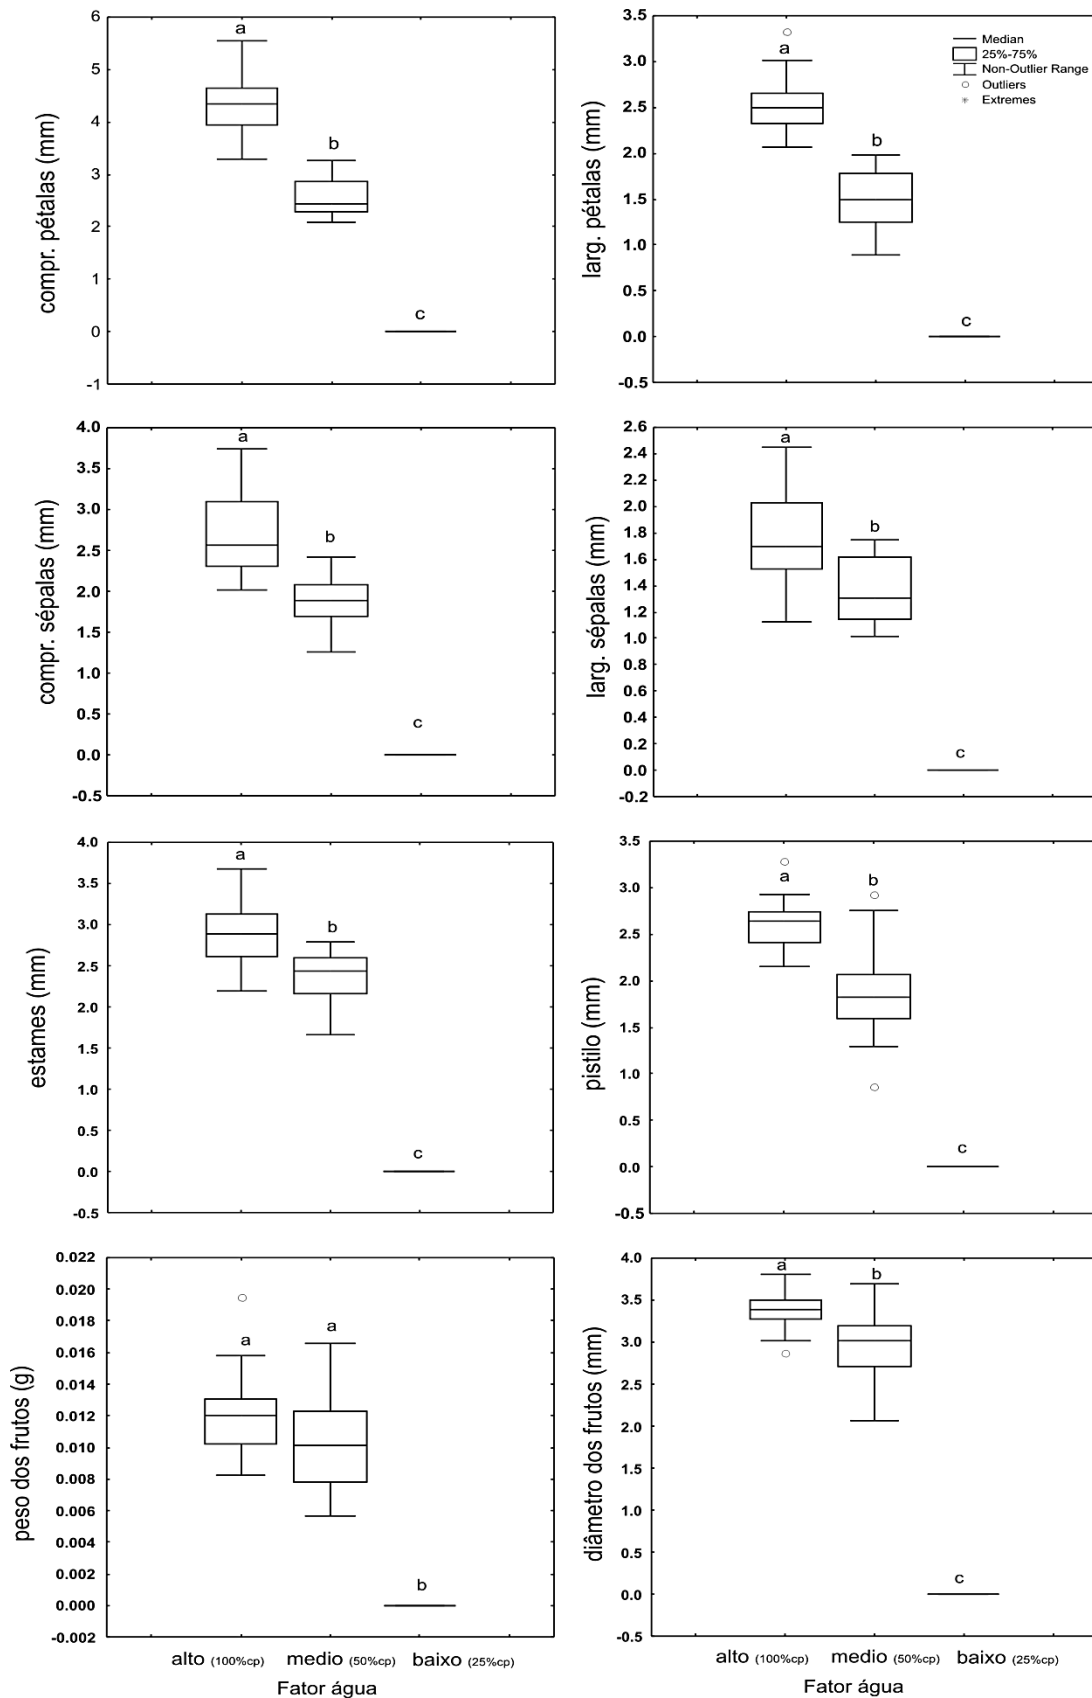 compr. pétalas (mm)
6
5
4
3
2
1
0
-1
a
b
c
larg. pétalas (mm)
3.5
3.0
2.5
2.0
1.5
1.0
0.5
0.0
-0.5
a
b
c
Median
25%-75%
Non-Outlier Range
Outliers
Extremes
compr. sépalas (mm)
4.0
3.5
3.0
2.5
2.0
1.5
1.0
0.5
0.0
-0.5
a
b
c
larg. sépalas (mm)
2.6
2.4
2.2
2.0
1.8
1.6
1.4
1.2
1.0
0.8
0.6
0.4
0.2
0.0
-0.2
a
b
c
estames (mm)
4.0
3.5
3.0
2.5
2.0
1.5
1.0
0.5
0.0
-0.5
a
b
c
pistilo (mm)
3.5
3.0
2.5
2.0
1.5
1.0
0.5
0.0
-0.5
a
b
c
peso dos frutos (g)
0.022
0.020
0.018
0.016
0.014
0.012
0.010
0.008
0.006
0.004
0.002
0.000
-0.002
a
a
b
alto (100%cp) medio (50%cp) baixo (25%cp)
Fator água
diâmetro dos frutos (mm)
4.0
3.5
3.0
2.5
2.0
1.5
1.0
0.5
0.0
-0.5
a
b
c
alto (100%cp) medio (50%cp) baixo (25%cp)
Fator água